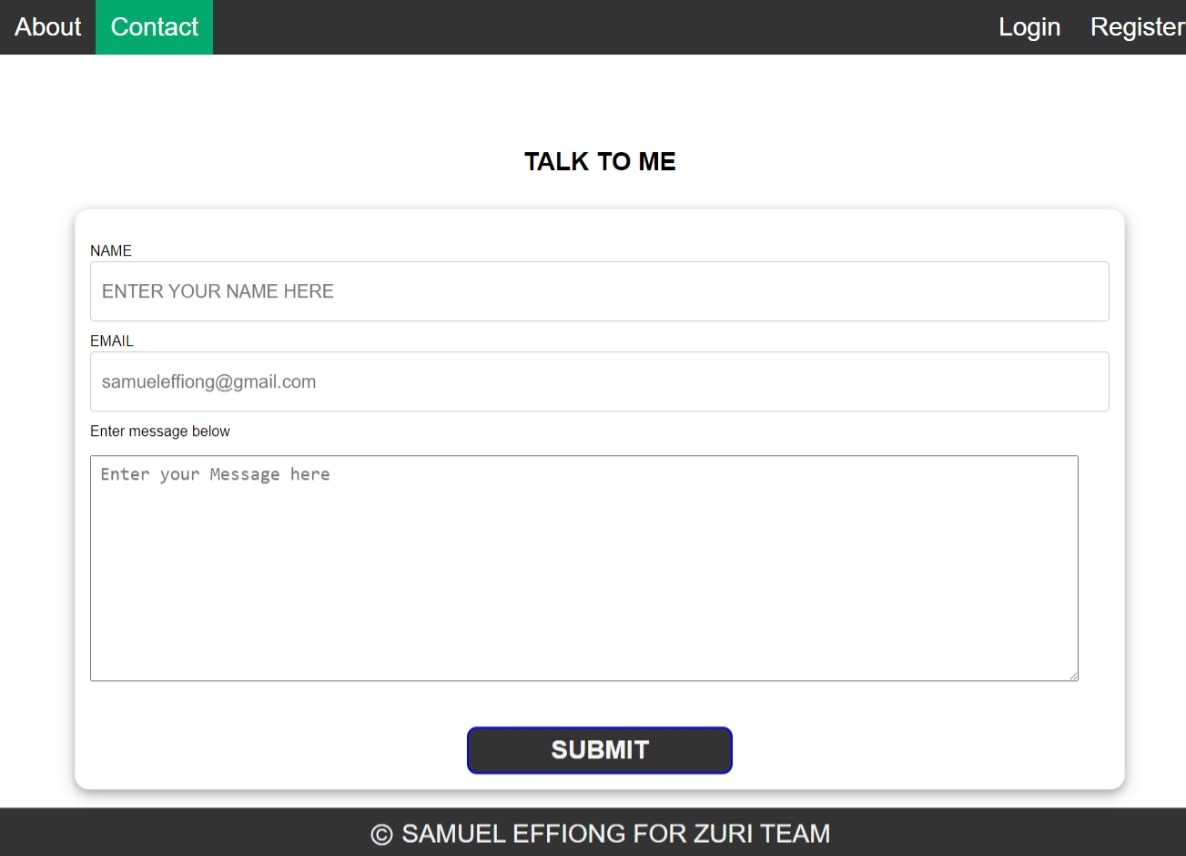 About Contact Login Register
TALK TO ME
NAME
ENTER YOUR NAME HERE
EMAIL
samueleffiong@gmail.com
Enter message below
Enter your Message here
SUBMIT
© SAMUEL EFFIONG FOR ZURI TEAM